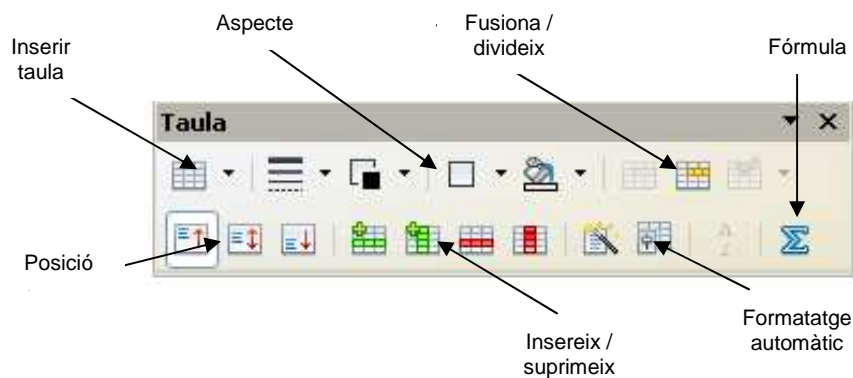 Aspecte
Fusiona /
divideix
Inserir
taula
Fórmula
Taula
Posició
Insereix /
suprimeix
Formatatge
automàtic